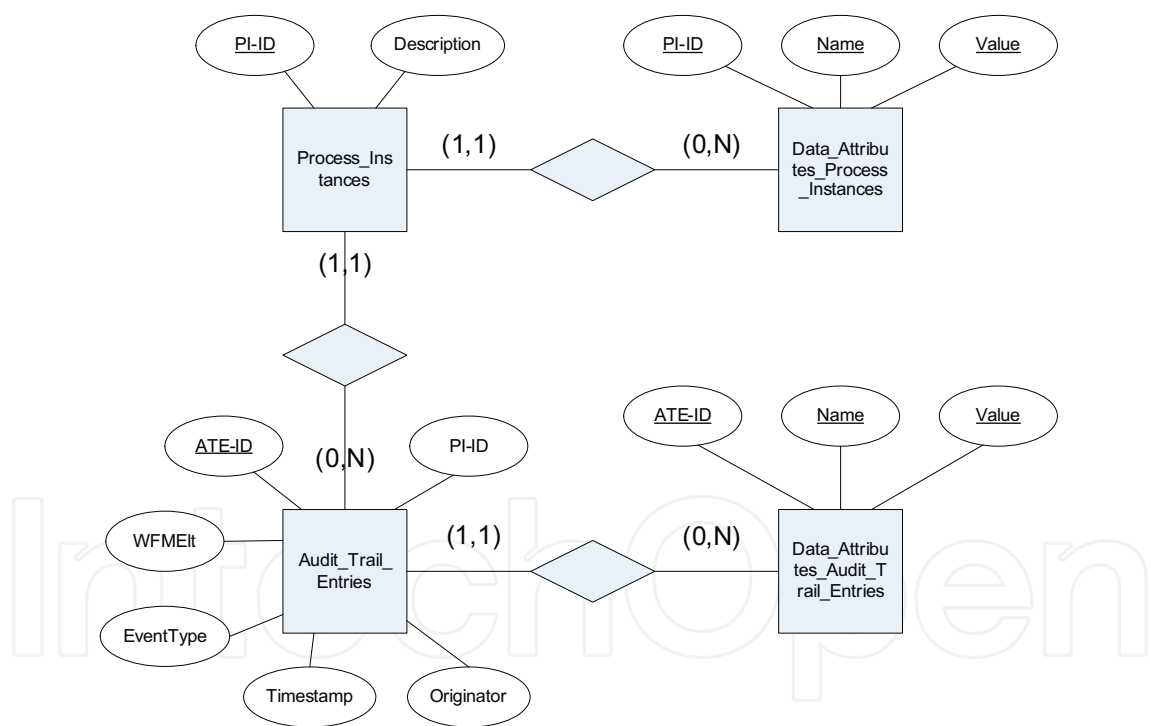 PI-ID
Description
PI-ID
Name
Value
Process_Ins
tances
(1,1)
(0,N)
Data_Attribu
tes_Process
_Instances
(1,1)
ATE-ID
(0,N)
PI-ID
ATE-ID
Name
Value
WFMElt
Audit_Trail_
Entries
(1,1)
(0,N)
Data_Attribu
tes_Audit_T
rail_Entries
EventType
Timestamp
Originator
IntechOpen